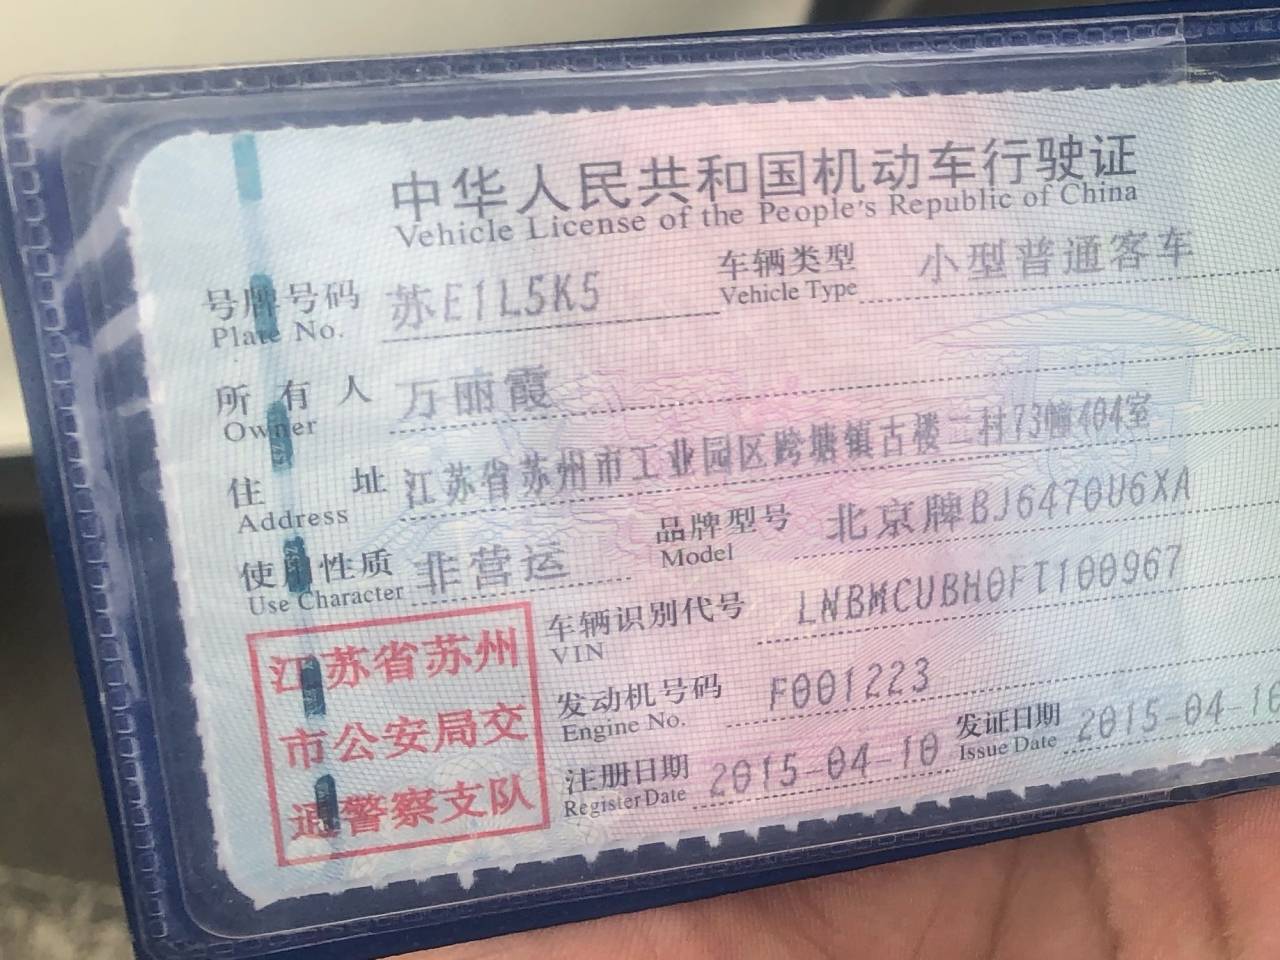 中华人民共和国机动车行驶证
Vehicle License of the People's Republic of China
号牌号码 苏E1L5K5 车辆类型 小型普通客车
Plate No. Vehicle Type
所有人 万丽霞
Owner
住址 江苏省苏州市工业园区跨塘镇古楼二村73幢404室
Address
品牌型号 北京牌BJ6470U6XA
Model
使用性质 非营运
Use Character
车辆识别代号 LNBMCUBH0FT100967
VIN
发动机号码 F001223
Engine No.
注册日期 2015-04-10 发证日期 2015-04-10
Register Date Issue Date
江苏省苏州
市公安局交
通警察支队